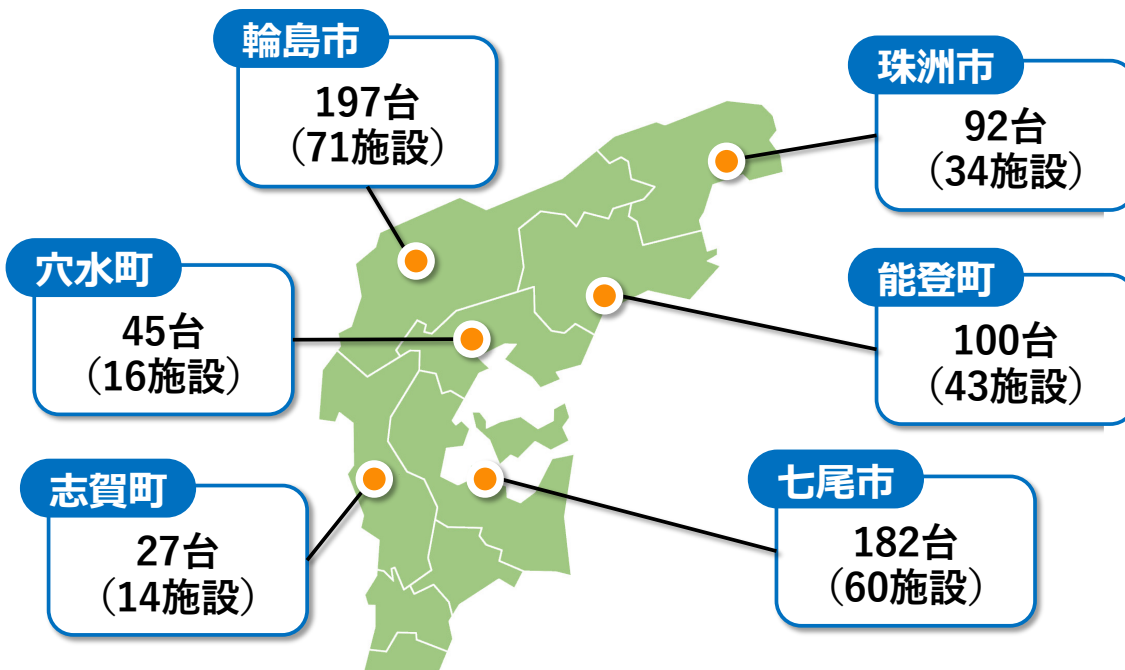 輪島市
197台
（71施設）
珠洲市
92台
（34施設）
穴水町
45台
（16施設）
能登町
100台
（43施設）
志賀町
27台
（14施設）
七尾市
182台
（60施設）